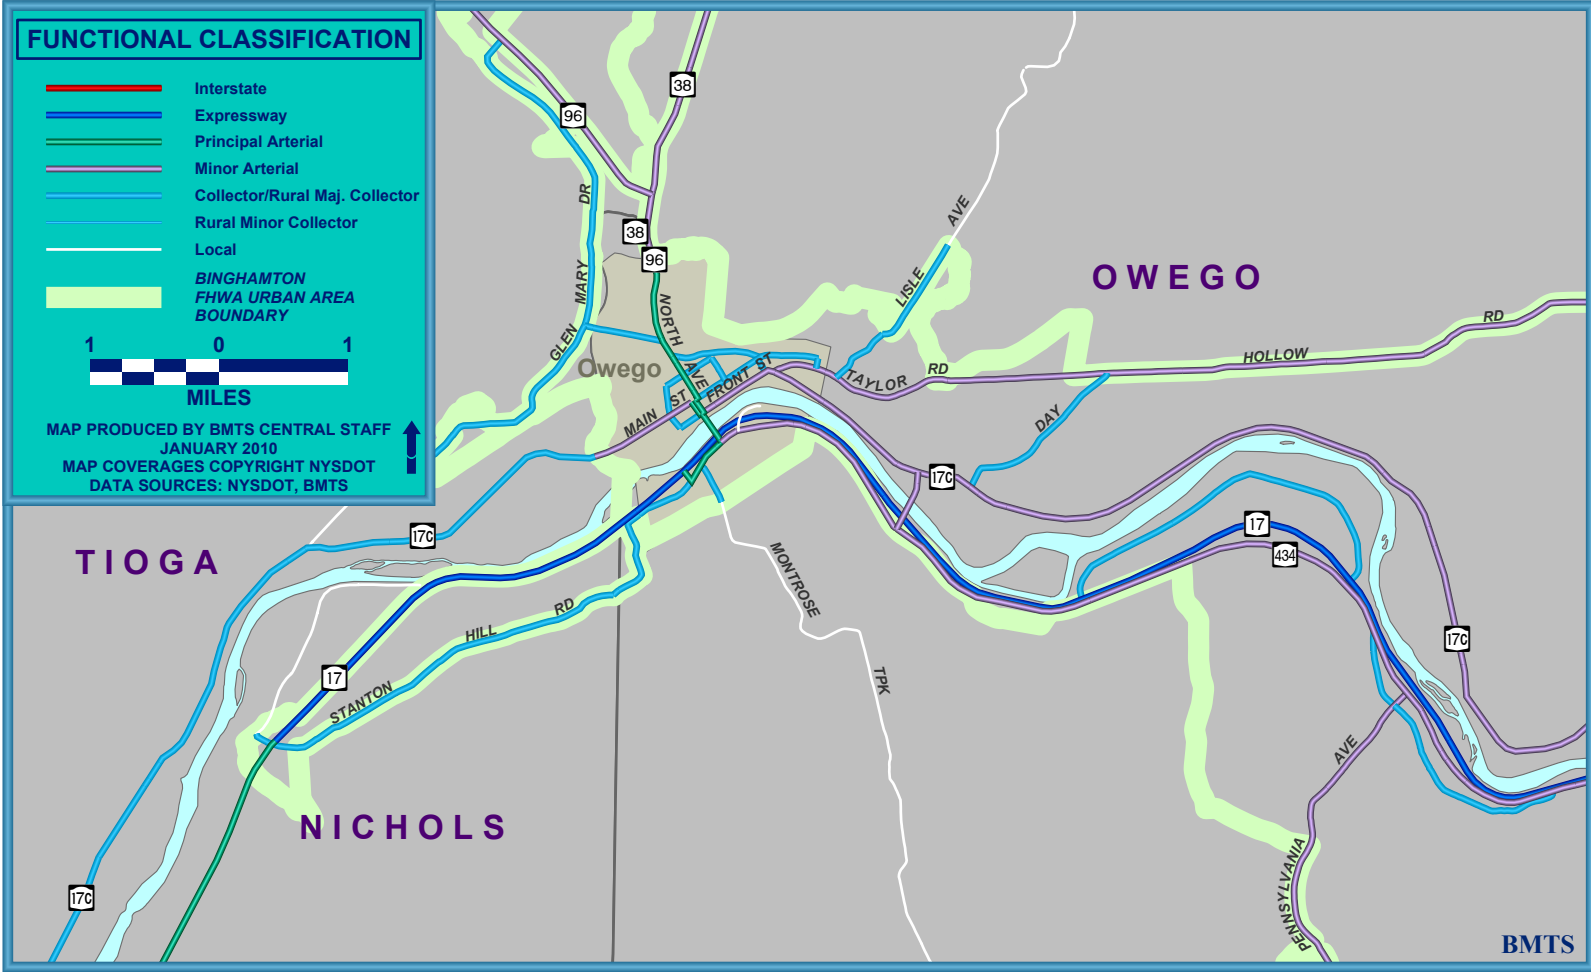 FUNCTIONAL CLASSIFICATION
Interstate
Expressway
Principal Arterial
Minor Arterial
Collector/Rural Maj. Collector
Rural Minor Collector
Local
BINGHAMTON
FHWA URBAN AREA
BOUNDARY
1 0 1
MILES
MAP PRODUCED BY BMTS CENTRAL STAFF
JANUARY 2010
MAP COVERAGES COPYRIGHT NYSDOT
DATA SOURCES: NYSDOT, BMTS
38
96
38
96
GLEN MARY DR
NORTH AVE
LISLE AVE
OWEGO
Owego
MAIN ST
FRONT ST
TAYLOR RD
HOLLOW RD
DAY
17C
17C
17
434
TIOGA
MONTROSE TPK
STANTON HILL RD
17
17C
NICHOLS
PENNSYLVANIA AVE
17C
BMTS